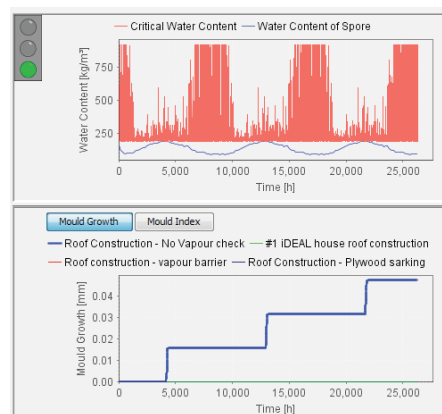 Critical Water Content Water Content of Spore
Water Content [kg/m³]
750
500
250
0 5,000 10,000 15,000 20,000 25,000
Time [h]
Mould Growth Mould Index
Roof Construction - No Vapour check #1 iDEAL house roof construction
Roof construction - vapour barrier Roof Construction - Plywood sarking
Mould Growth [mm]
0.04
0.03
0.02
0.01
0.00
0 5,000 10,000 15,000 20,000 25,000
Time [h]